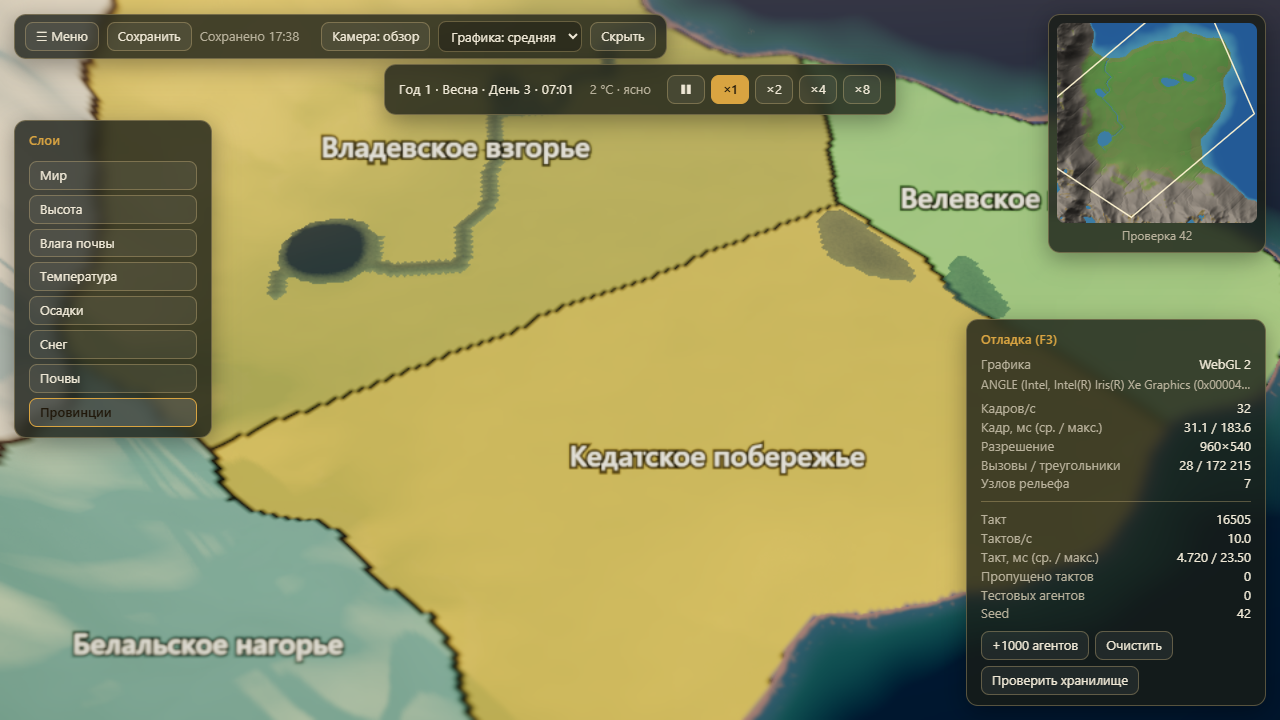 ☰ Меню
Сохранить
Сохранено 17:38
Камера: обзор
Графика: средняя
Скрыть
Год 1 · Весна · День 3 · 07:01
2 °C · ясно
×1
×2
×4
×8
Слои
Мир
Высота
Влага почвы
Температура
Осадки
Снег
Почвы
Провинции
Владевское взгорье
Велевское
Кедатское побережье
Белальское нагорье
Проверка 42
Отладка (F3)
Графика WebGL 2
ANGLE (Intel, Intel(R) Iris(R) Xe Graphics (0x00004...
Кадров/с 32
Кадр, мс (ср. / макс.) 31.1 / 183.6
Разрешение 960×540
Вызовы / треугольники 28 / 172 215
Узлов рельефа 7
Такт 16505
Тактов/с 10.0
Такт, мс (ср. / макс.) 4.720 / 23.50
Пропущено тактов 0
Тестовых агентов 0
Seed 42
+1000 агентов
Очистить
Проверить хранилище